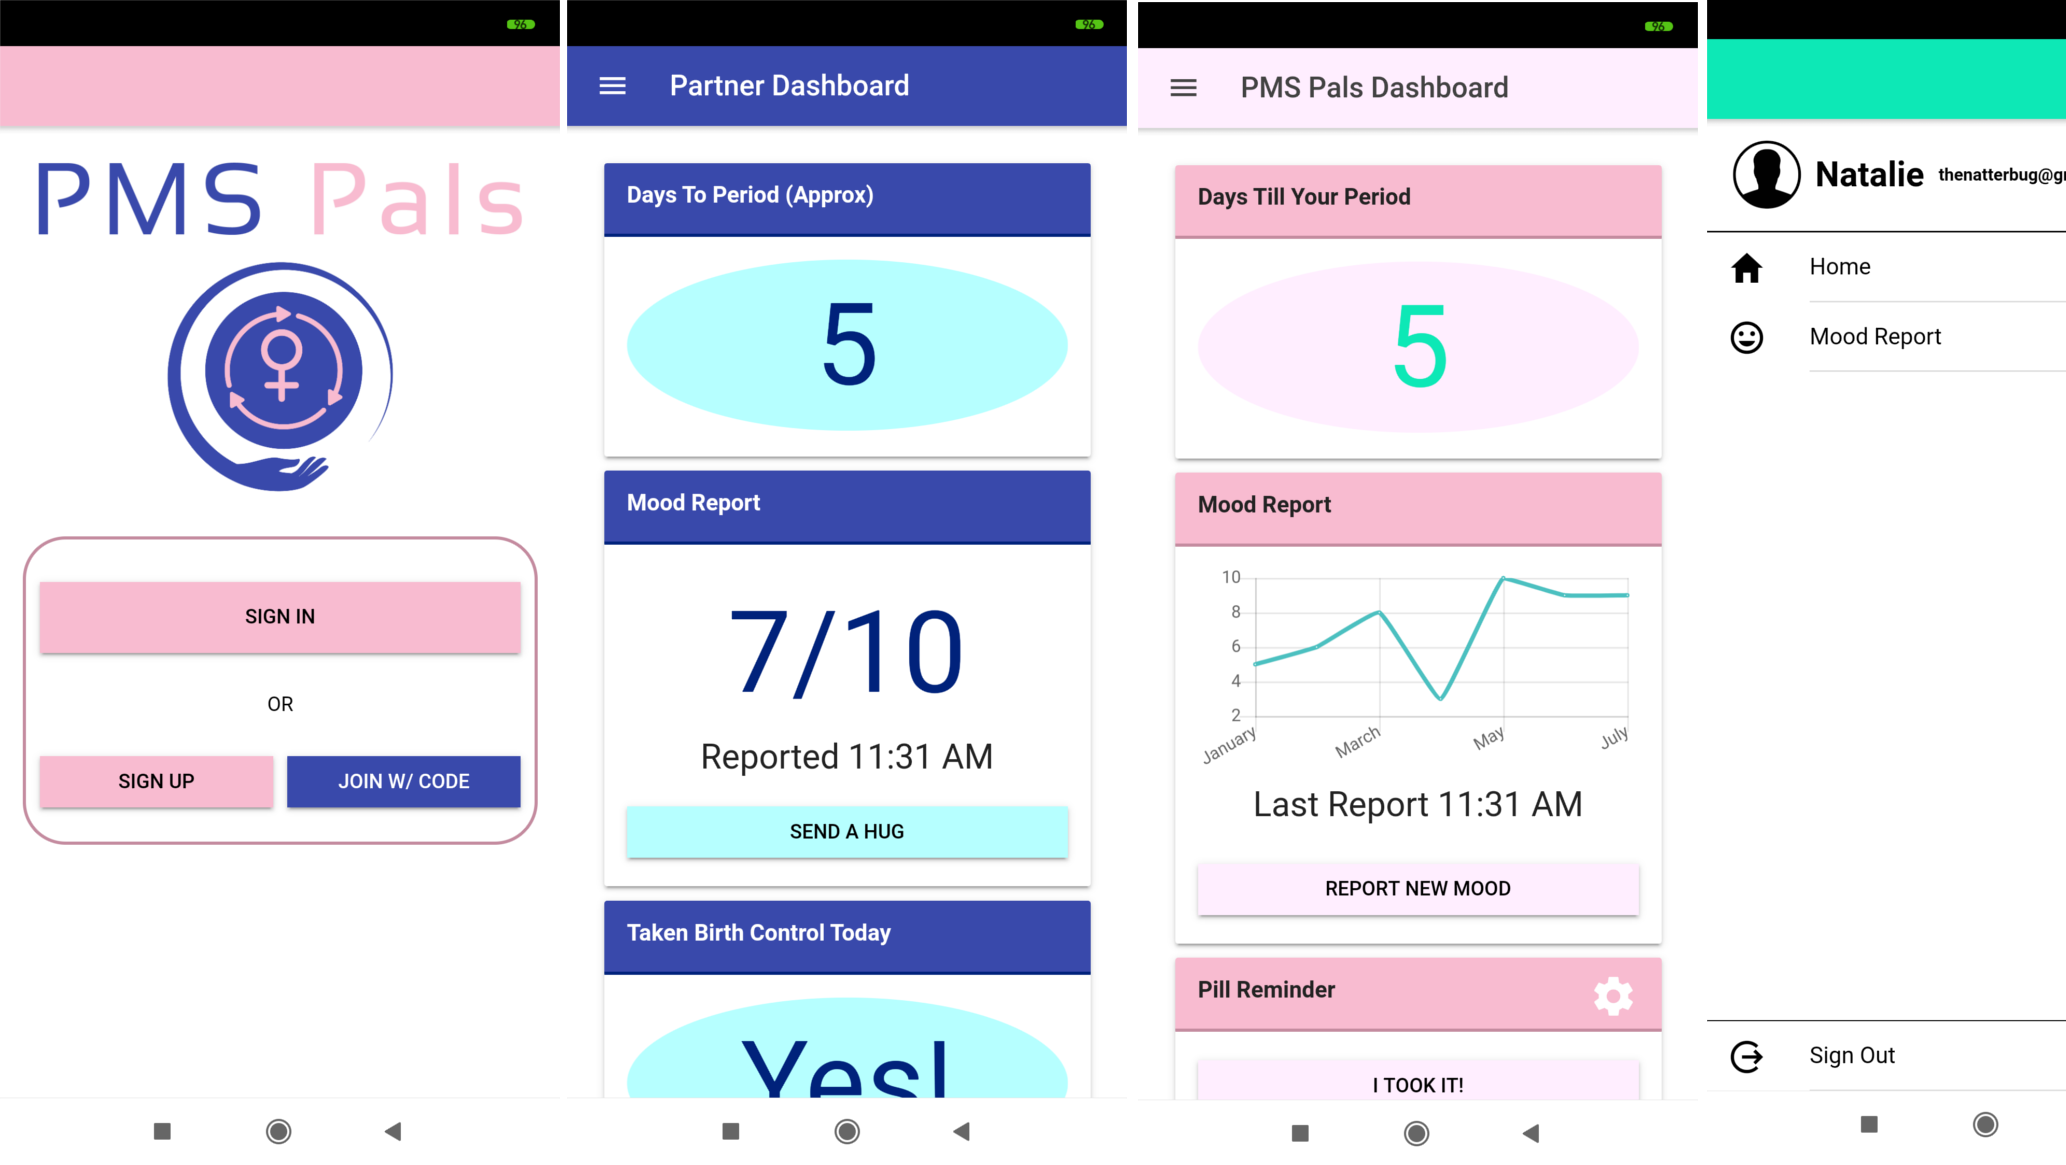 96
PMS Pals
SIGN IN
OR
SIGN UP
JOIN W/ CODE
96
Partner Dashboard
Days To Period (Approx)
5
Mood Report
7/10
Reported 11:31 AM
SEND A HUG
Taken Birth Control Today
Yes!
96
PMS Pals Dashboard
Days Till Your Period
5
Mood Report
10
8
6
4
2
January
March
May
July
Last Report 11:31 AM
REPORT NEW MOOD
Pill Reminder
I TOOK IT!
Natalie thenatterbug@g
Home
Mood Report
Sign Out